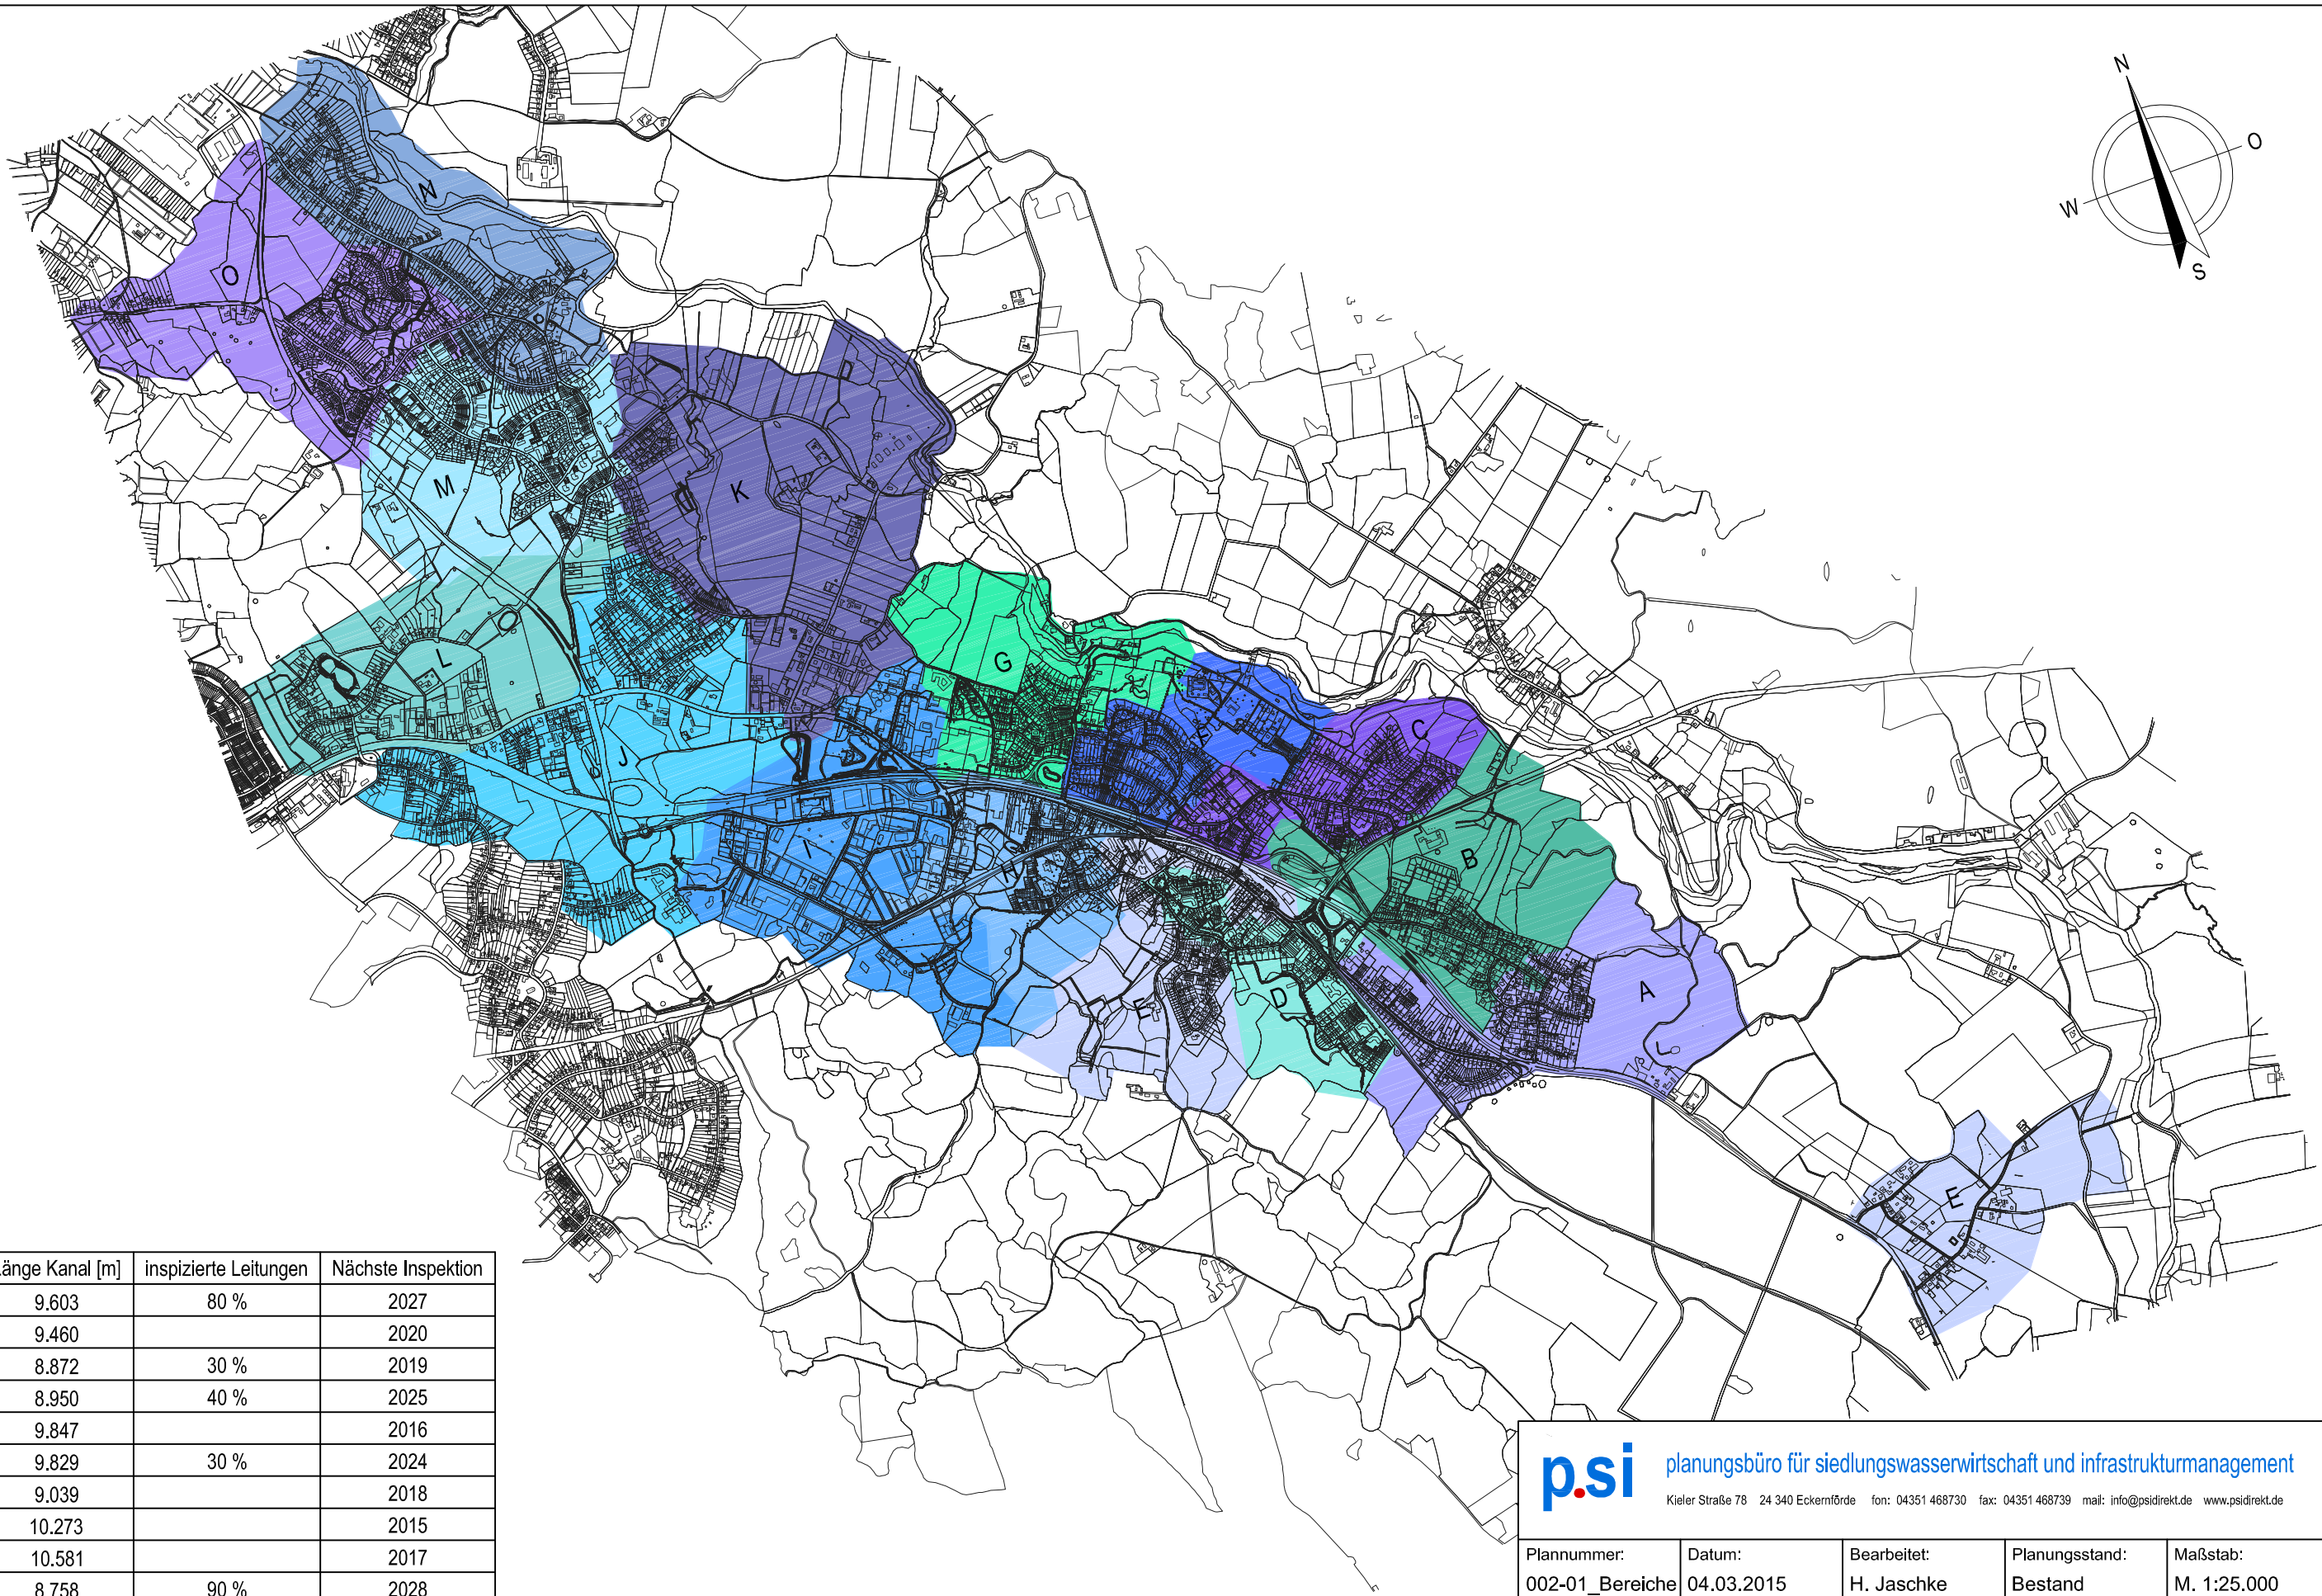 N
O
W
S
N
O
K
M
G
L
C
F
J
B
I
H
A
D
E
E
Länge Kanal [m] inspizierte Leitungen Nächste Inspektion
9.603 80 % 2027
9.460 2020
8.872 30 % 2019
8.950 40 % 2025
9.847 2016
9.829 30 % 2024
9.039 2018
10.273 2015
10.581 2017
8.758 90 % 2028
p.si
planungsbüro für siedlungswasserwirtschaft und infrastrukturmanagement
Kieler Straße 78 24 340 Eckernförde fon: 04351 468730 fax: 04351 468739 mail: info@psidirekt.de www.psidirekt.de
Plannummer: Datum: Bearbeitet: Planungsstand: Maßstab:
002-01_Bereiche 04.03.2015 H. Jaschke Bestand M. 1:25.000